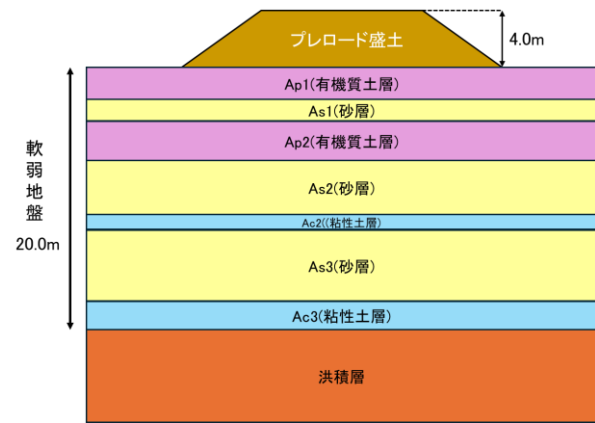 プレロード盛土
4.0m
Ap1(有機質土層)
As1(砂層)
Ap2(有機質土層)
軟弱地盤
20.0m
As2(砂層)
Ac2((粘性土層)
As3(砂層)
Ac3(粘性土層)
洪積層